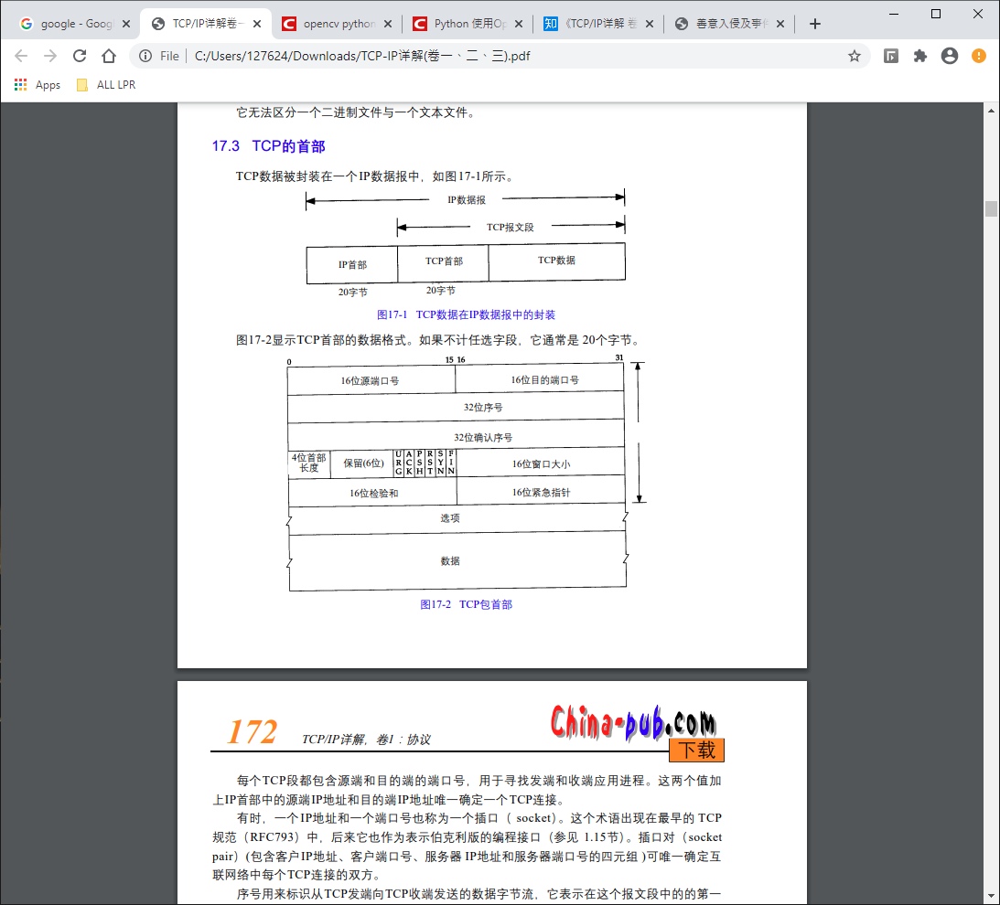 google - Goog
TCP/IP详解卷一
opencv python
Python 使用Op
《TCP/IP详解 卷
善意入侵及事件
File
C:/Users/127624/Downloads/TCP-IP详解(卷一、二、三).pdf
Apps
ALL LPR
它无法区分一个二进制文件与一个文本文件。
17.3 TCP的首部
TCP数据被封装在一个IP数据报中，如图17-1所示。
IP数据报
TCP报文段
IP首部
TCP首部
TCP数据
20字节
20字节
图17-1 TCP数据在IP数据报中的封装
图17-2显示TCP首部的数据格式。如果不计任选字段，它通常是 20个字节。
0
15 16
31
16位源端口号
16位目的端口号
32位序号
32位确认序号
4位首部
长度
保留(6位)
URG
ACK
PSH
RST
SYN
FIN
16位窗口大小
16位检验和
16位紧急指针
选项
数据
图17-2 TCP包首部
172
TCP/IP详解，卷1：协议
China-pub.com
下载
每个TCP段都包含源端和目的端的端口号，用于寻找发端和收端应用进程。这两个值加
上IP首部中的源端IP地址和目的端IP地址唯一确定一个TCP连接。
有时，一个IP地址和一个端口号也称为一个插口（ socket）。这个术语出现在最早的 TCP
规范（RFC793）中，后来它也作为表示伯克利版的编程接口（参见 1.15节）。插口对（socket
pair）(包含客户IP地址、客户端口号、服务器 IP地址和服务器端口号的四元组 )可唯一确定互
联网络中每个TCP连接的双方。
序号用来标识从TCP发端向TCP收端发送的数据字节流，它表示在这个报文段中的的第一